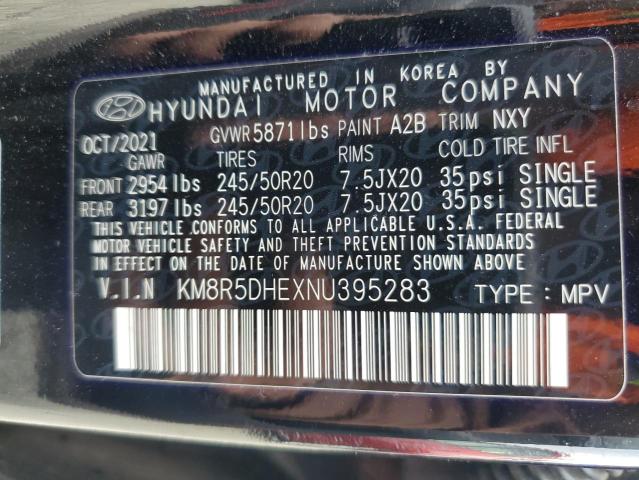 MANUFACTURED IN KOREA BY
HYUNDAI MOTOR COMPANY
OCT/2021 GVWR 5871lbs PAINT A2B TRIM NXY
GAWR TIRES RIMS COLD TIRE INFL
FRONT 2954 lbs 245/50R20 7.5JX20 35psi SINGLE
REAR 3197 lbs 245/50R20 7.5JX20 35psi SINGLE
THIS VEHICLE CONFORMS TO ALL APPLICABLE U.S.A. FEDERAL
MOTOR VEHICLE SAFETY AND THEFT PREVENTION STANDARDS
IN EFFECT ON THE DATE OF MANUFACTURE SHOWN ABOVE.
V.I.N KM8R5DHEXNU395283 TYPE : MPV